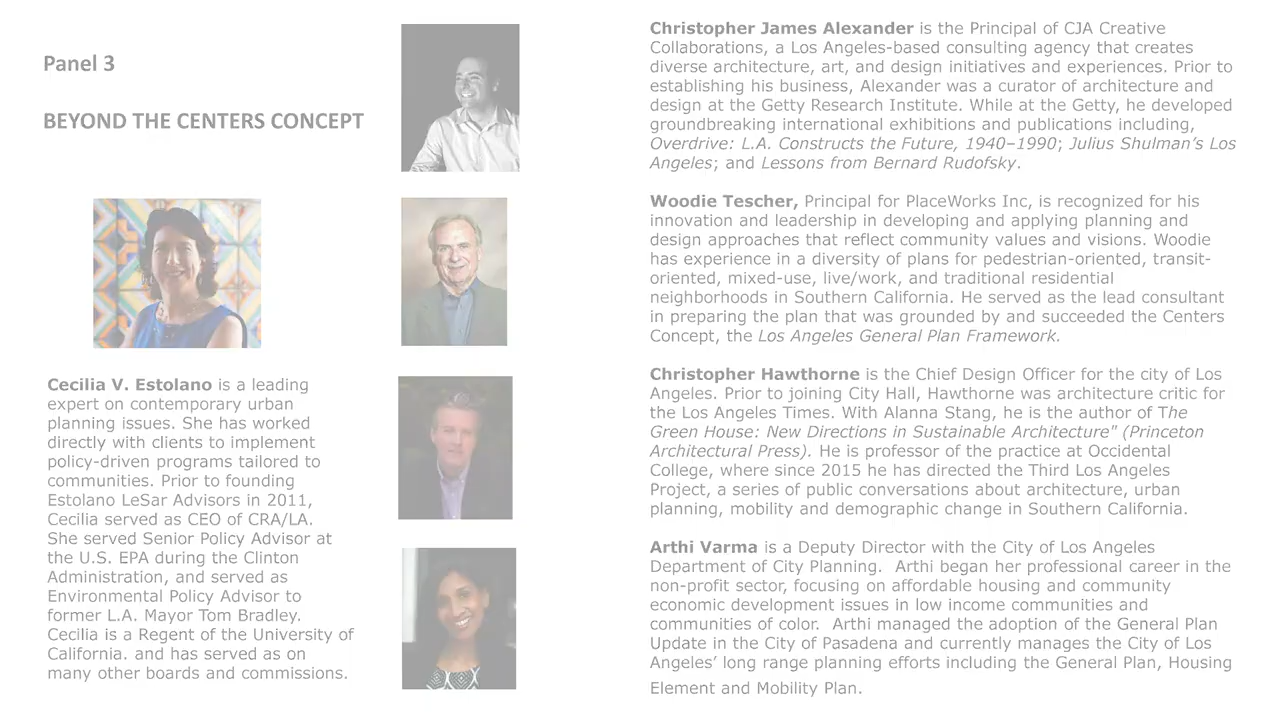 Panel 3
BEYOND THE CENTERS CONCEPT
Cecilia V. Estolano is a leading
expert on contemporary urban
planning issues. She has worked
directly with clients to implement
policy-driven programs tailored to
communities. Prior to founding
Estolano LeSar Advisors in 2011,
Cecilia served as CEO of CRA/LA.
She served Senior Policy Advisor at
the U.S. EPA during the Clinton
Administration, and served as
Environmental Policy Advisor to
former L.A. Mayor Tom Bradley.
Cecilia is a Regent of the University of
California. and has served as on
many other boards and commissions.
Christopher James Alexander is the Principal of CJA Creative
Collaborations, a Los Angeles-based consulting agency that creates
diverse architecture, art, and design initiatives and experiences. Prior to
establishing his business, Alexander was a curator of architecture and
design at the Getty Research Institute. While at the Getty, he developed
groundbreaking international exhibitions and publications including,
Overdrive: L.A. Constructs the Future, 1940–1990; Julius Shulman's Los
Angeles; and Lessons from Bernard Rudofsky.
Woodie Tescher, Principal for PlaceWorks Inc, is recognized for his
innovation and leadership in developing and applying planning and
design approaches that reflect community values and visions. Woodie
has experience in a diversity of plans for pedestrian-oriented, transit-
oriented, mixed-use, live/work, and traditional residential
neighborhoods in Southern California. He served as the lead consultant
in preparing the plan that was grounded by and succeeded the Centers
Concept, the Los Angeles General Plan Framework.
Christopher Hawthorne is the Chief Design Officer for the city of Los
Angeles. Prior to joining City Hall, Hawthorne was architecture critic for
the Los Angeles Times. With Alanna Stang, he is the author of The
Green House: New Directions in Sustainable Architecture" (Princeton
Architectural Press). He is professor of the practice at Occidental
College, where since 2015 he has directed the Third Los Angeles
Project, a series of public conversations about architecture, urban
planning, mobility and demographic change in Southern California.
Arthi Varma is a Deputy Director with the City of Los Angeles
Department of City Planning.  Arthi began her professional career in the
non-profit sector, focusing on affordable housing and community
economic development issues in low income communities and
communities of color.  Arthi managed the adoption of the General Plan
Update in the City of Pasadena and currently manages the City of Los
Angeles' long range planning efforts including the General Plan, Housing
Element and Mobility Plan.